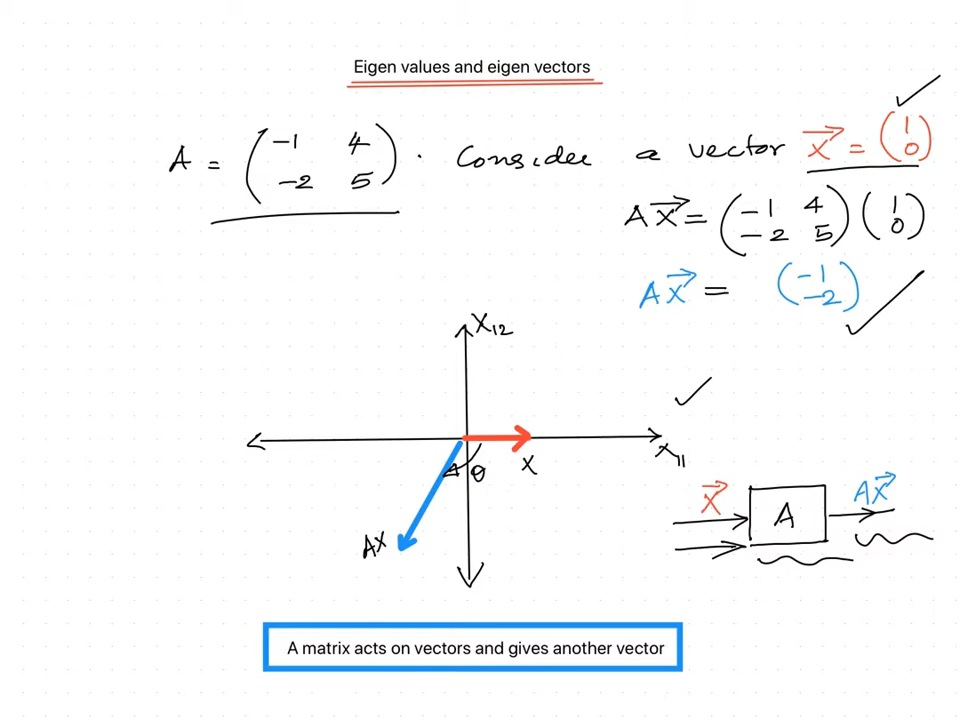 Eigen values and eigen vectors
A = (-1 4
-2 5) . Consider a vector X⃗ = (1
0)
AX⃗ = (-1 4
-2 5) (1
0)
AX⃗ = (-1
-2)
X12
X11
X
θ
AX
X⃗ A AX⃗
A matrix acts on vectors and gives another vector